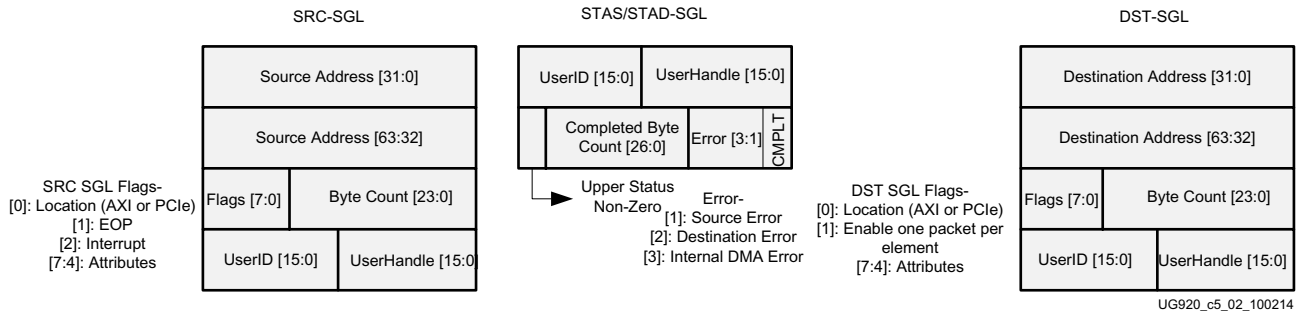 SRC-SGL
STAS/STAD-SGL
DST-SGL
Source Address [31:0]
Source Address [63:32]
Flags [7:0]
Byte Count [23:0]
UserID [15:0]
UserHandle [15:0]
SRC SGL Flags-
[0]: Location (AXI or PCIe)
[1]: EOP
[2]: Interrupt
[7:4]: Attributes
UserID [15:0]
UserHandle [15:0]
Completed Byte
Count [26:0]
Error [3:1]
CMPLT
Upper Status
Non-Zero
Error-
[1]: Source Error
[2]: Destination Error
[3]: Internal DMA Error
Destination Address [31:0]
Destination Address [63:32]
Flags [7:0]
Byte Count [23:0]
UserID [15:0]
UserHandle [15:0]
DST SGL Flags-
[0]: Location (AXI or PCIe)
[1]: Enable one packet per
element
[7:4]: Attributes
UG920_c5_02_100214